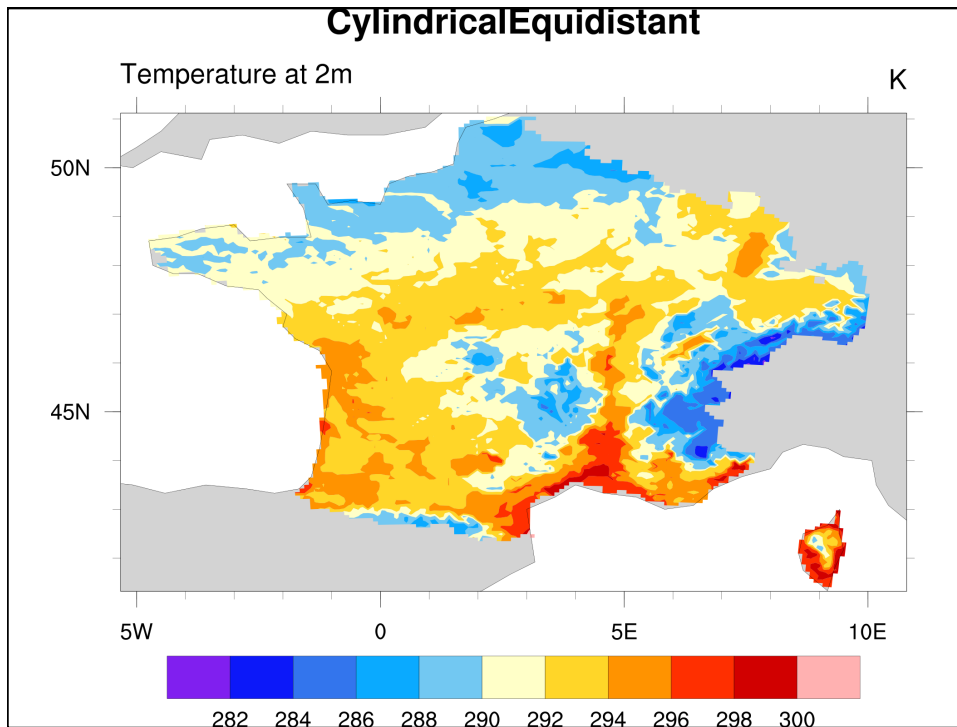 CylindricalEquidistant
Temperature at 2m K
50N
45N
5W 0 5E 10E
282 284 286 288 290 292 294 296 298 300